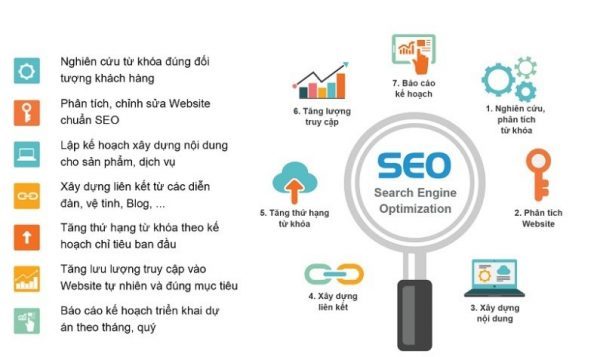 Nghiên cứu từ khóa đúng đối
tượng khách hàng
Phân tích, chỉnh sửa Website
chuẩn SEO
Lập kế hoạch xây dựng nội dung
cho sản phẩm, dịch vụ
Xây dựng liên kết từ các diễn
đàn, vệ tinh, Blog, ...
Tăng thứ hạng từ khóa theo kế
hoạch chỉ tiêu ban đầu
Tăng lưu lượng truy cập vào
Website tự nhiên và đúng mục tiêu
Báo cáo kế hoạch triển khai dự
án theo tháng, quý
SEO
Search Engine
Optimization
1. Nghiên cứu,
phân tích
từ khóa
2. Phân tích
Website
3. Xây dựng
nội dung
4. Xây dựng
liên kết
5. Tăng thứ hạng
từ khóa
6. Tăng lượng
truy cập
7. Báo cáo
kế hoạch